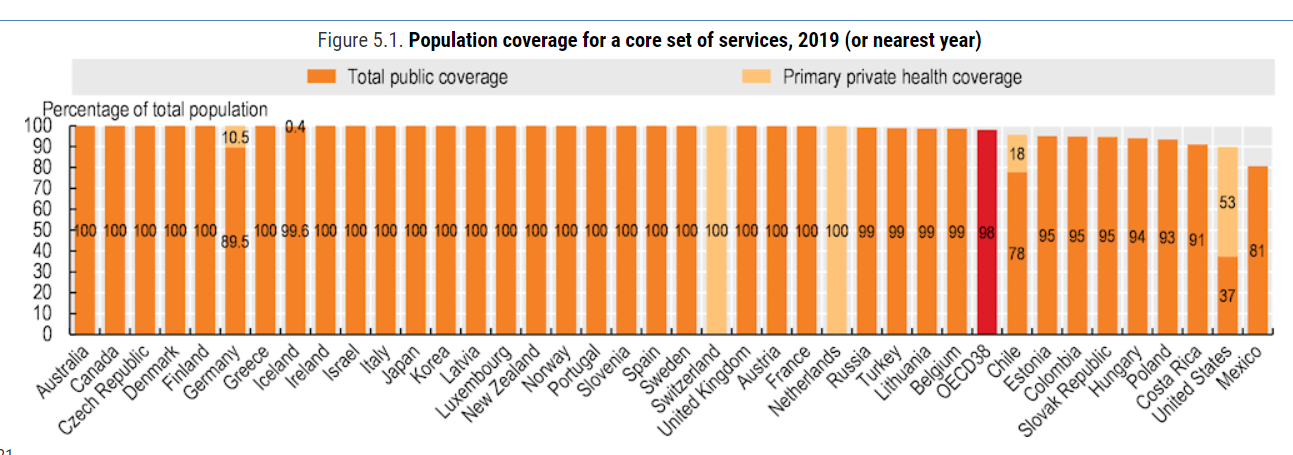 Figure 5.1. Population coverage for a core set of services, 2019 (or nearest year)
Total public coverage
Primary private health coverage
Percentage of total population
100
90
80
70
60
50
40
30
20
10
0
10.5
0.4
18
53
100 100 100 100 100 89.5 100 99.6 100 100 100 100 100 100 100 100 100 100 100 100 100 100 100 100 100 100 99 99 99 99 98 78 95 95 95 94 93 91 37 81
Australia
Canada
Czech Republic
Denmark
Finland
Germany
Greece
Iceland
Ireland
Israel
Italy
Japan
Korea
Latvia
Luxembourg
New Zealand
Norway
Portugal
Slovenia
Spain
Sweden
Switzerland
United Kingdom
Austria
France
Netherlands
Russia
Turkey
Lithuania
Belgium
OECD38
Chile
Estonia
Colombia
Slovak Republic
Hungary
Poland
Costa Rica
United States
Mexico